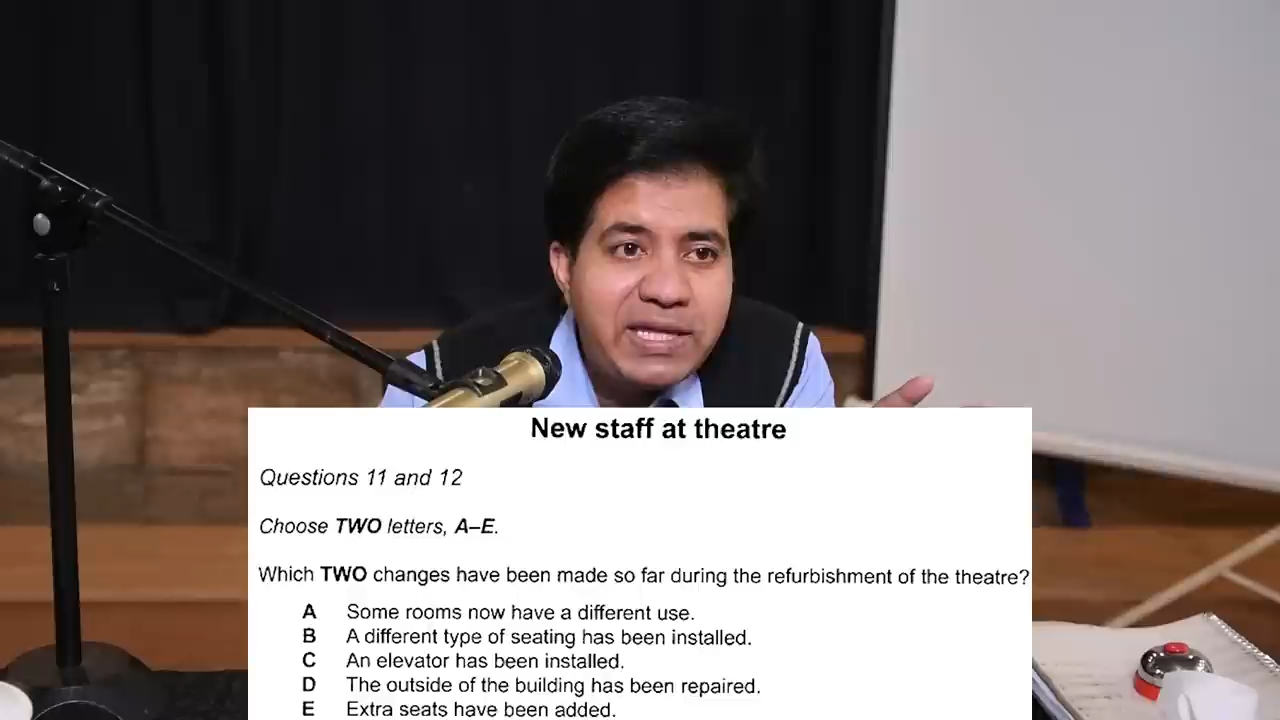 New staff at theatre
Questions 11 and 12
Choose TWO letters, A–E.
Which TWO changes have been made so far during the refurbishment of the theatre?
A Some rooms now have a different use.
B A different type of seating has been installed.
C An elevator has been installed.
D The outside of the building has been repaired.
E Extra seats have been added.